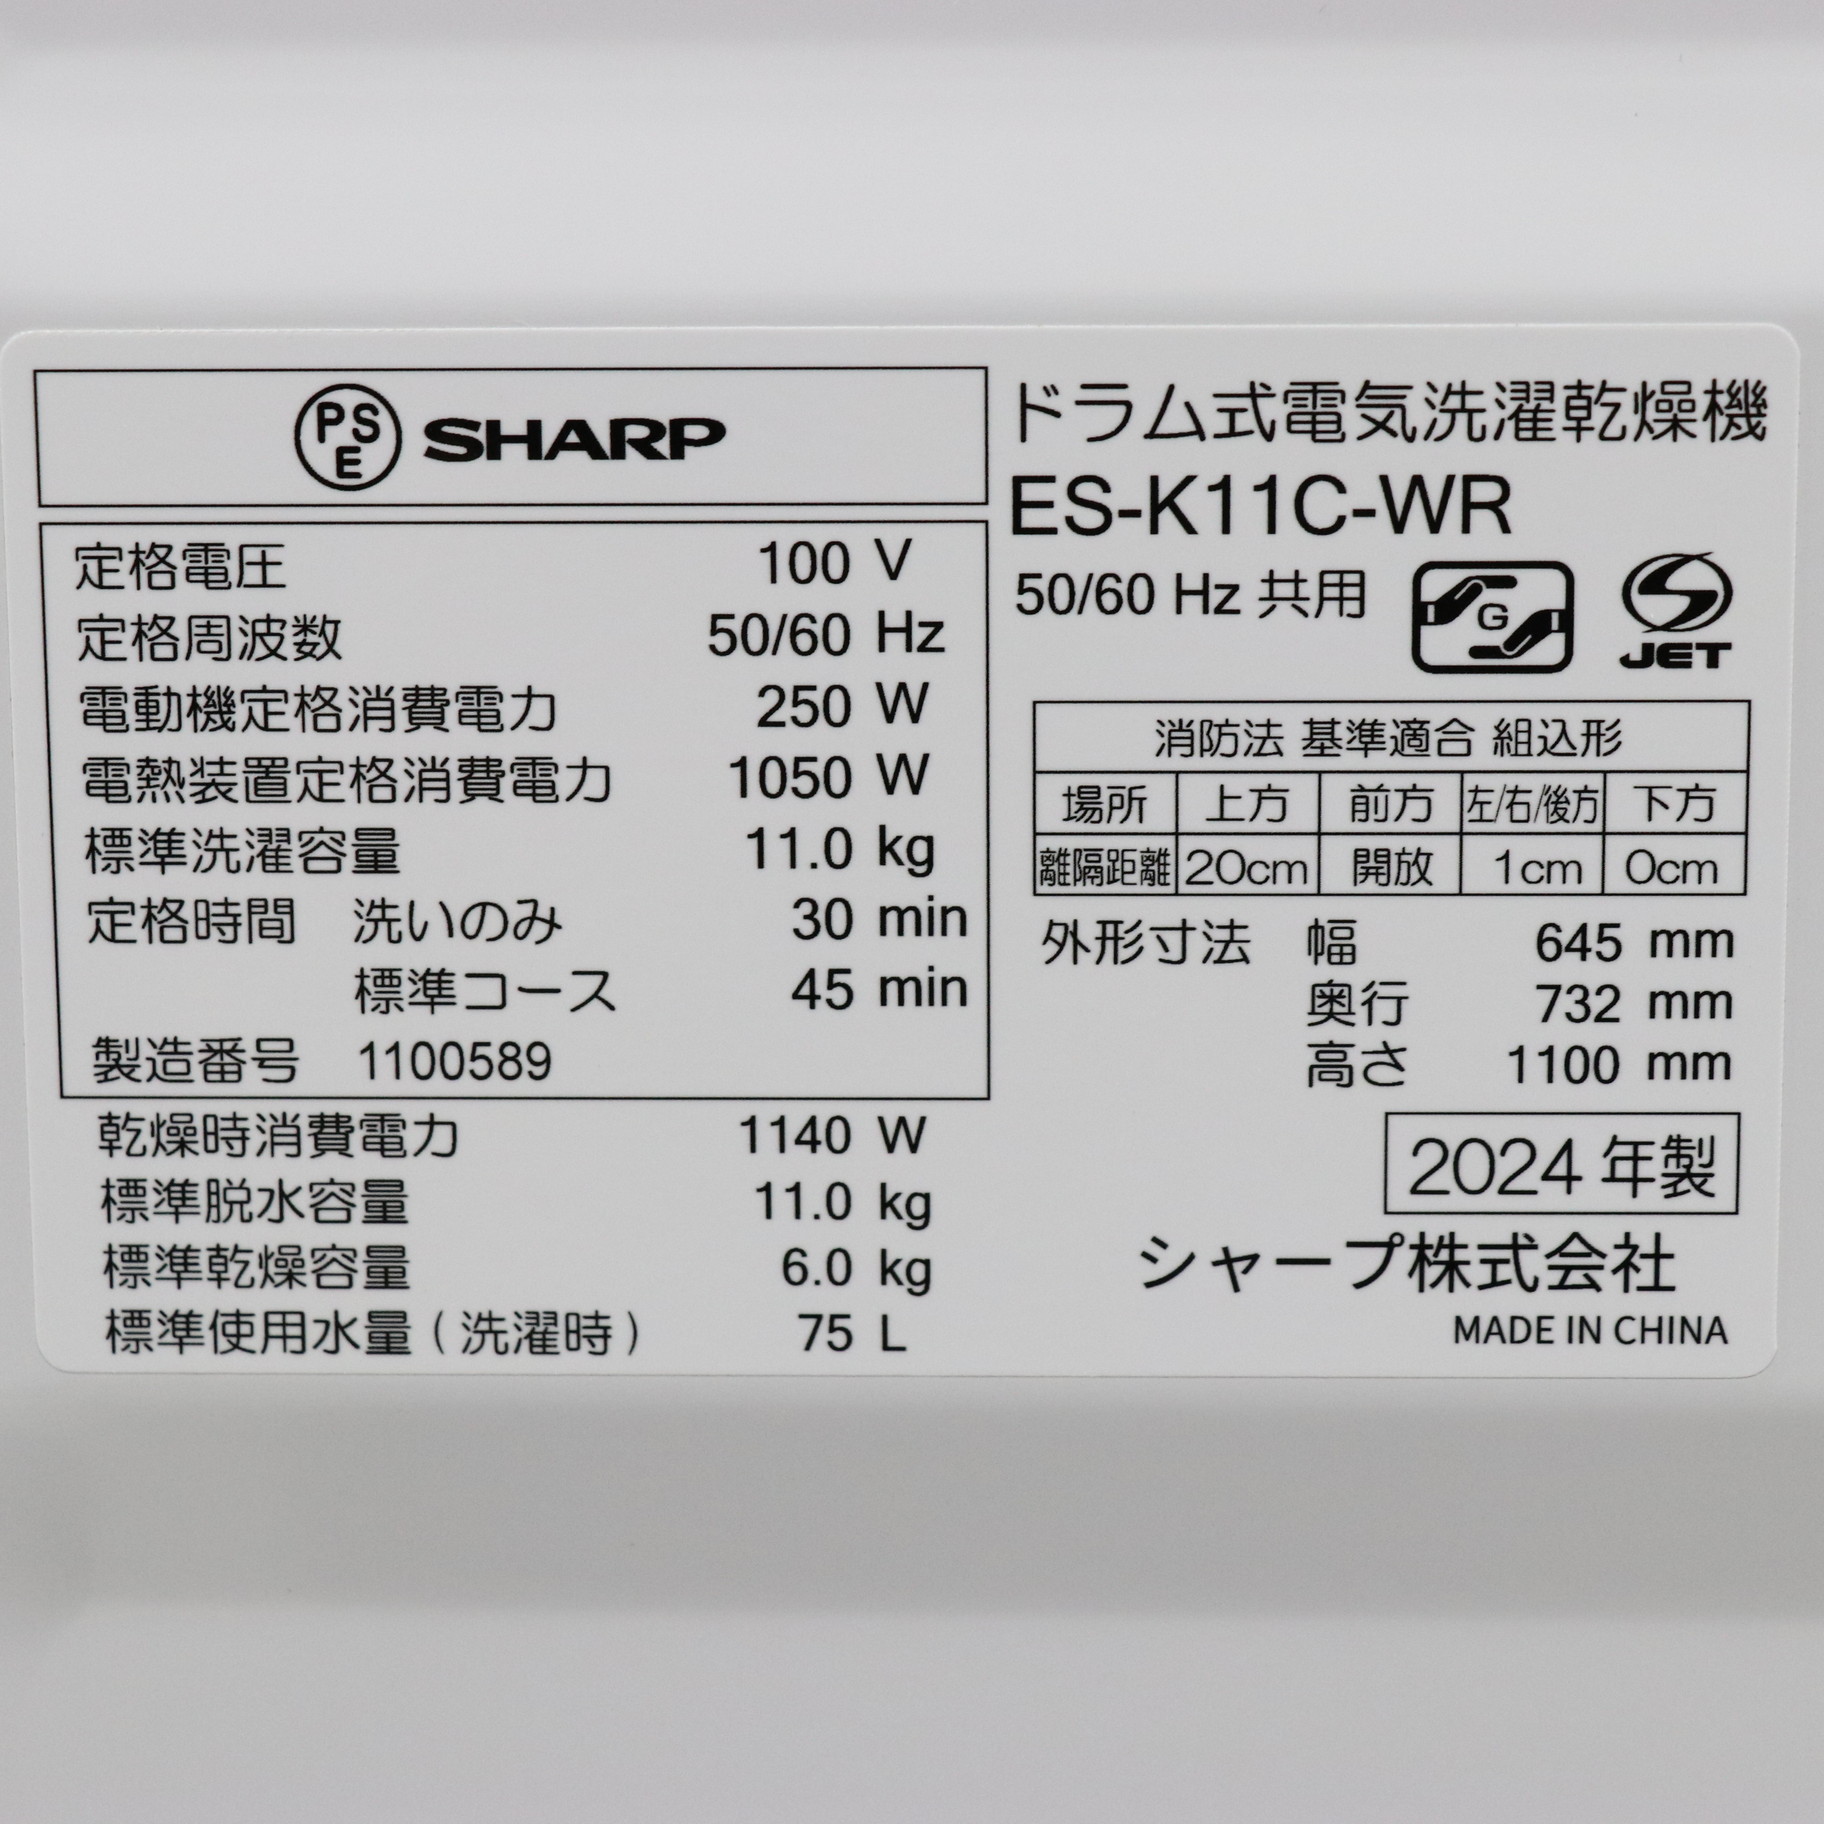 PSE SHARP
定格電圧 100 V
定格周波数 50/60 Hz
電動機定格消費電力 250 W
電熱装置定格消費電力 1050 W
標準洗濯容量 11.0 kg
定格時間 洗いのみ 30 min
標準コース 45 min
製造番号 1100589
乾燥時消費電力 1140 W
標準脱水容量 11.0 kg
標準乾燥容量 6.0 kg
標準使用水量(洗濯時) 75 L
ドラム式電気洗濯乾燥機
ES-K11C-WR
50/60 Hz 共用 G JET
消防法 基準適合 組込形
場所 上方 前方 左/右/後方 下方
離隔距離 20cm 開放 1cm 0cm
外形寸法 幅 645 mm
奥行 732 mm
高さ 1100 mm
2024 年製
シャープ株式会社
MADE IN CHINA